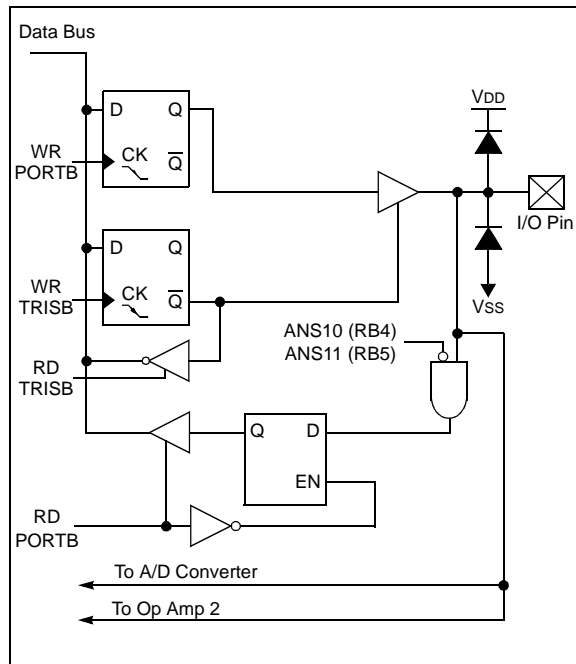 Data Bus
D Q
WR
PORTB
CK Q
VDD
I/O Pin
D Q
WR
TRISB
CK Q
VSS
RD
TRISB
ANS10 (RB4)
ANS11 (RB5)
Q D
EN
RD
PORTB
To A/D Converter
To Op Amp 2